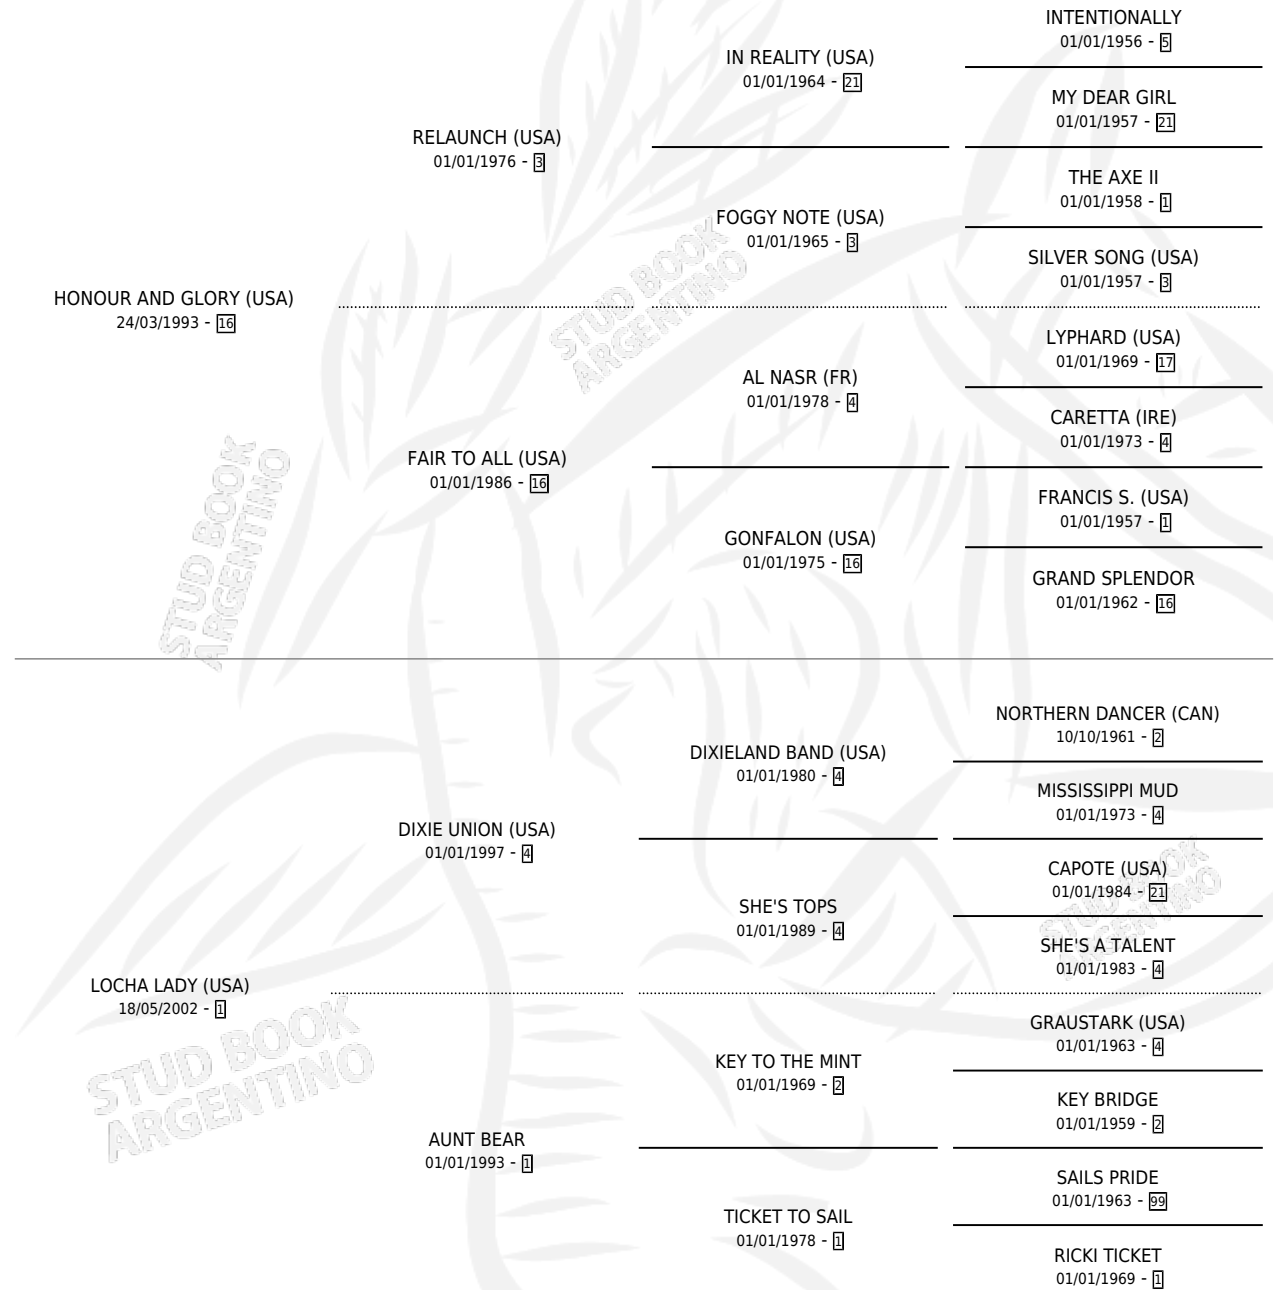 INTENTIONALLY
01/01/1956 - 5
IN REALITY (USA)
01/01/1964 - 21
MY DEAR GIRL
01/01/1957 - 21
RELAUNCH (USA)
01/01/1976 - 3
THE AXE II
01/01/1958 - 1
FOGGY NOTE (USA)
01/01/1965 - 3
SILVER SONG (USA)
01/01/1957 - 3
HONOUR AND GLORY (USA)
24/03/1993 - 16
STUD BOOK
ARGENTINO
LYPHARD (USA)
01/01/1969 - 17
AL NASR (FR)
01/01/1978 - 4
CARETTA (IRE)
01/01/1973 - 4
FAIR TO ALL (USA)
01/01/1986 - 16
FRANCIS S. (USA)
01/01/1957 - 1
GONFALON (USA)
01/01/1975 - 16
GRAND SPLENDOR
01/01/1962 - 16
STUD BOOK
ARGENTINO
NORTHERN DANCER (CAN)
10/10/1961 - 2
DIXIELAND BAND (USA)
01/01/1980 - 4
MISSISSIPPI MUD
01/01/1973 - 4
DIXIE UNION (USA)
01/01/1997 - 4
CAPOTE (USA)
01/01/1984 - 21
SHE'S TOPS
01/01/1989 - 4
SHE'S A TALENT
01/01/1983 - 4
STUD BOOK
ARGENTINO
LOCHA LADY (USA)
18/05/2002 - 1
STUD BOOK
ARGENTINO
GRAUSTARK (USA)
01/01/1963 - 4
KEY TO THE MINT
01/01/1969 - 2
KEY BRIDGE
01/01/1959 - 2
AUNT BEAR
01/01/1993 - 1
SAILS PRIDE
01/01/1963 - 99
TICKET TO SAIL
01/01/1978 - 1
RICKI TICKET
01/01/1969 - 1